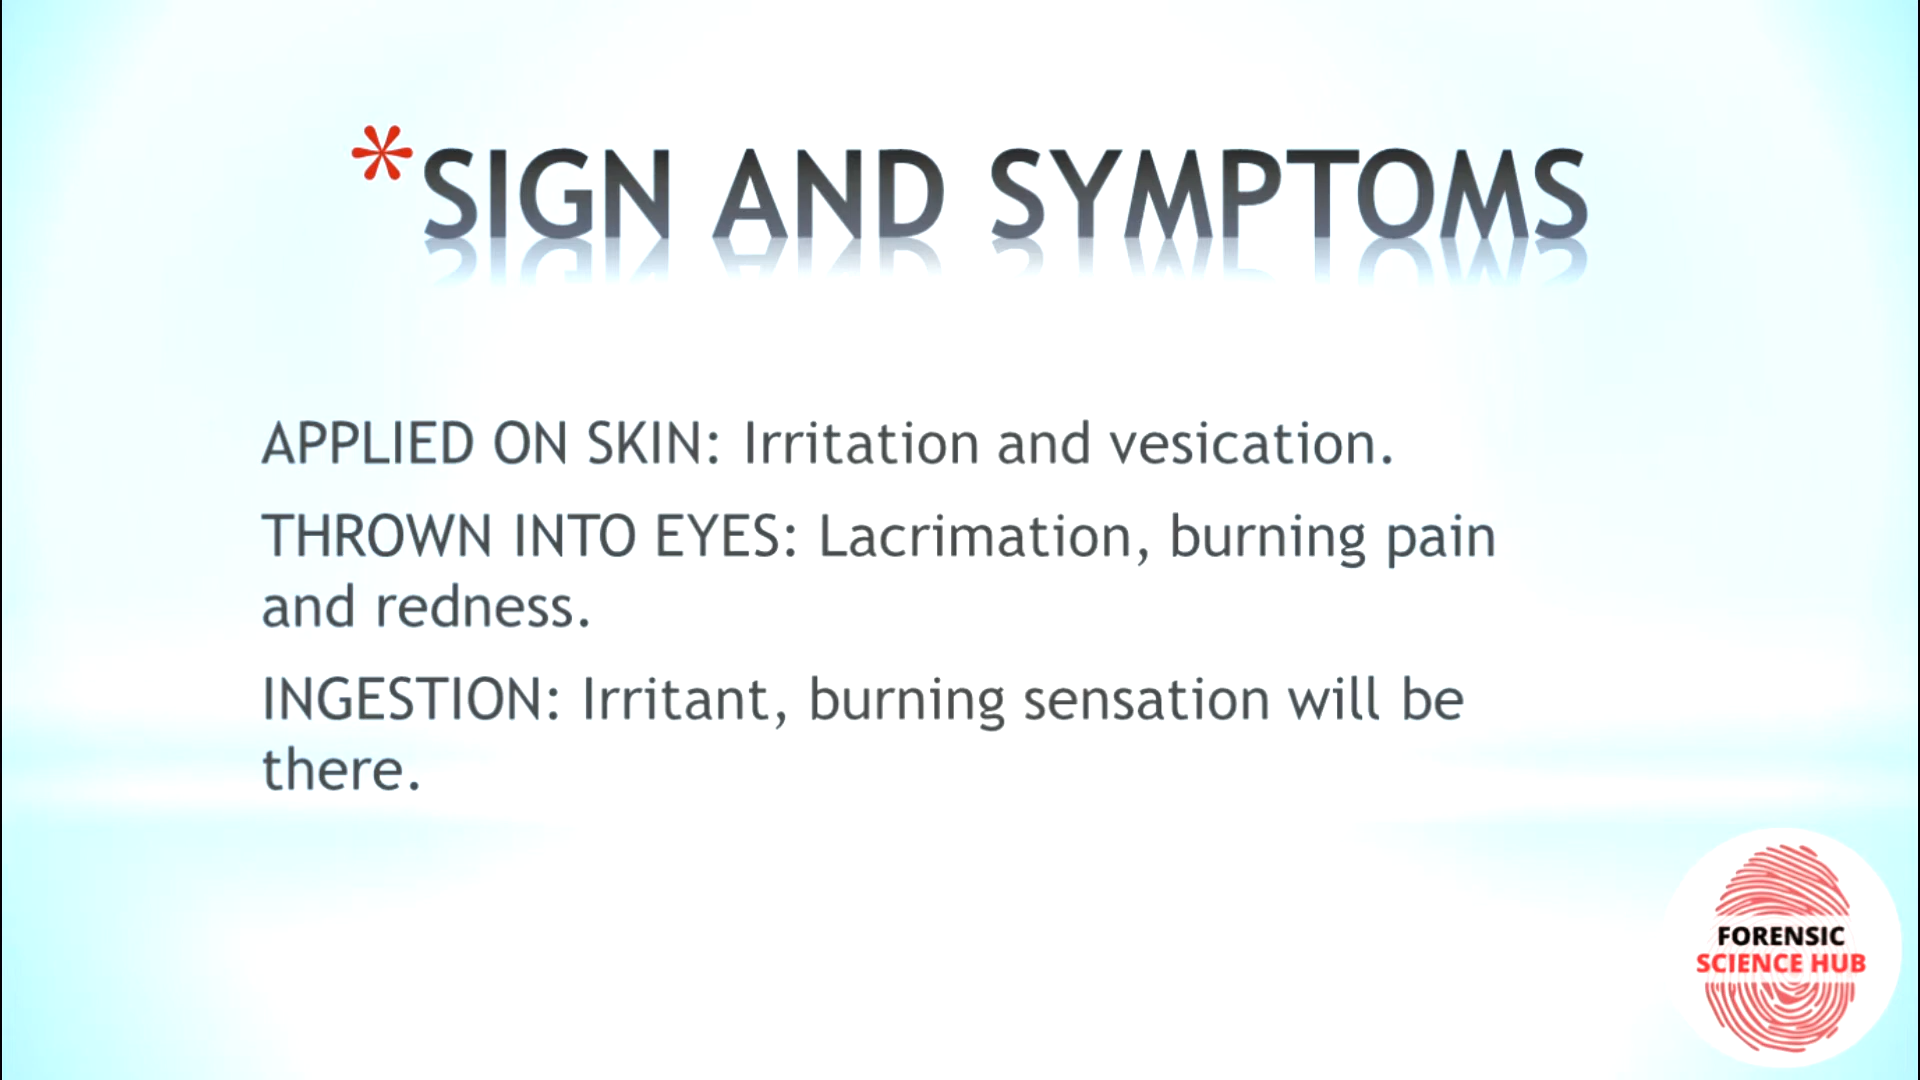 *SIGN AND SYMPTOMS
APPLIED ON SKIN: Irritation and vesication.
THROWN INTO EYES: Lacrimation, burning pain
and redness.
INGESTION: Irritant, burning sensation will be
there.
FORENSIC
SCIENCE HUB